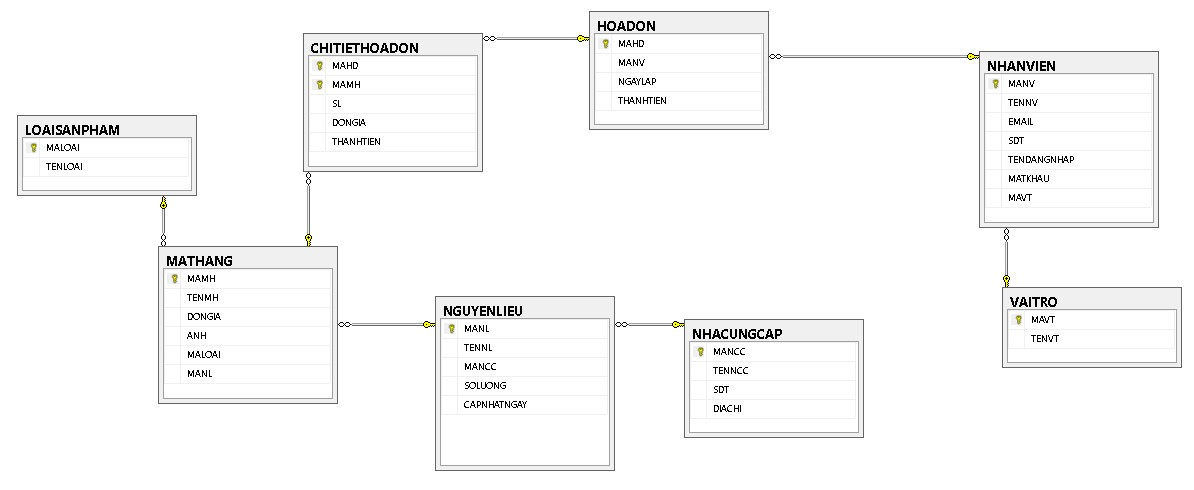 HOADON
MAHD
MANV
NGAYLAP
THANHTIEN
CHITIETHOADON
MAHD
MAMH
SL
DONGIA
THANHTIEN
NHANVIEN
MANV
TENNV
EMAIL
SDT
TENDANGNHAP
MATKHAU
MAVT
LOAISANPHAM
MALOAI
TENLOAI
MATHANG
MAMH
TENMH
DONGIA
ANH
MALOAI
MANL
NGUYENLIEU
MANL
TENNL
MANCC
SOLUONG
CAPNHATNGAY
NHACUNGCAP
MANCC
TENNCC
SDT
DIACHI
VAITRO
MAVT
TENVT